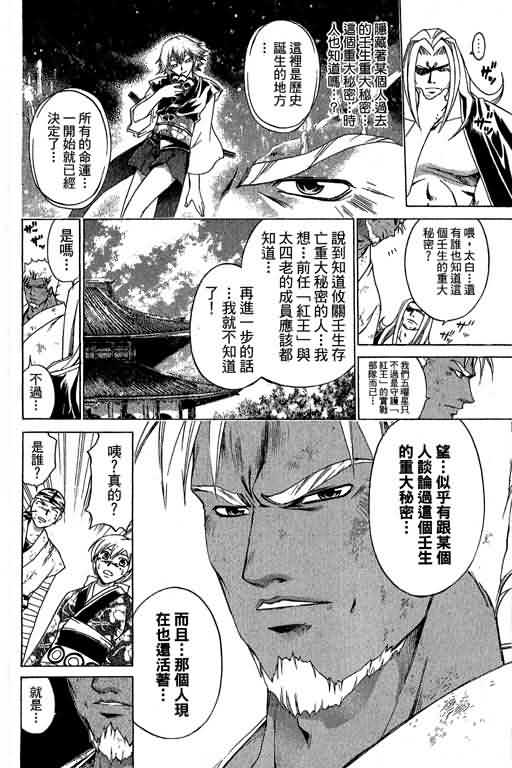 …‥
隱藏著某個人過去
的壬生重大秘密…
這個重大秘密…時
人也知道嗎…？
這裡是歷史
誕生的地方
所有的命運…
一開始就已經
決定了…
喂，太白…還
有誰也知道這
個壬生的重大
秘密？
我們五曜星只
不過是守護「
紅王」的實戰
部隊而已…
說到知道攸關壬生存
亡重大秘密的人…我
想…前任「紅王」與
太四老的成員應該都
知道…
再進一步的話
…我就不知道
了！
是嗎…
不過…
望…似乎有跟某個
人談論過這個壬生
的重大秘密…
咦？真的？
是誰？
而且…那個人現
在也還活著…
就是…